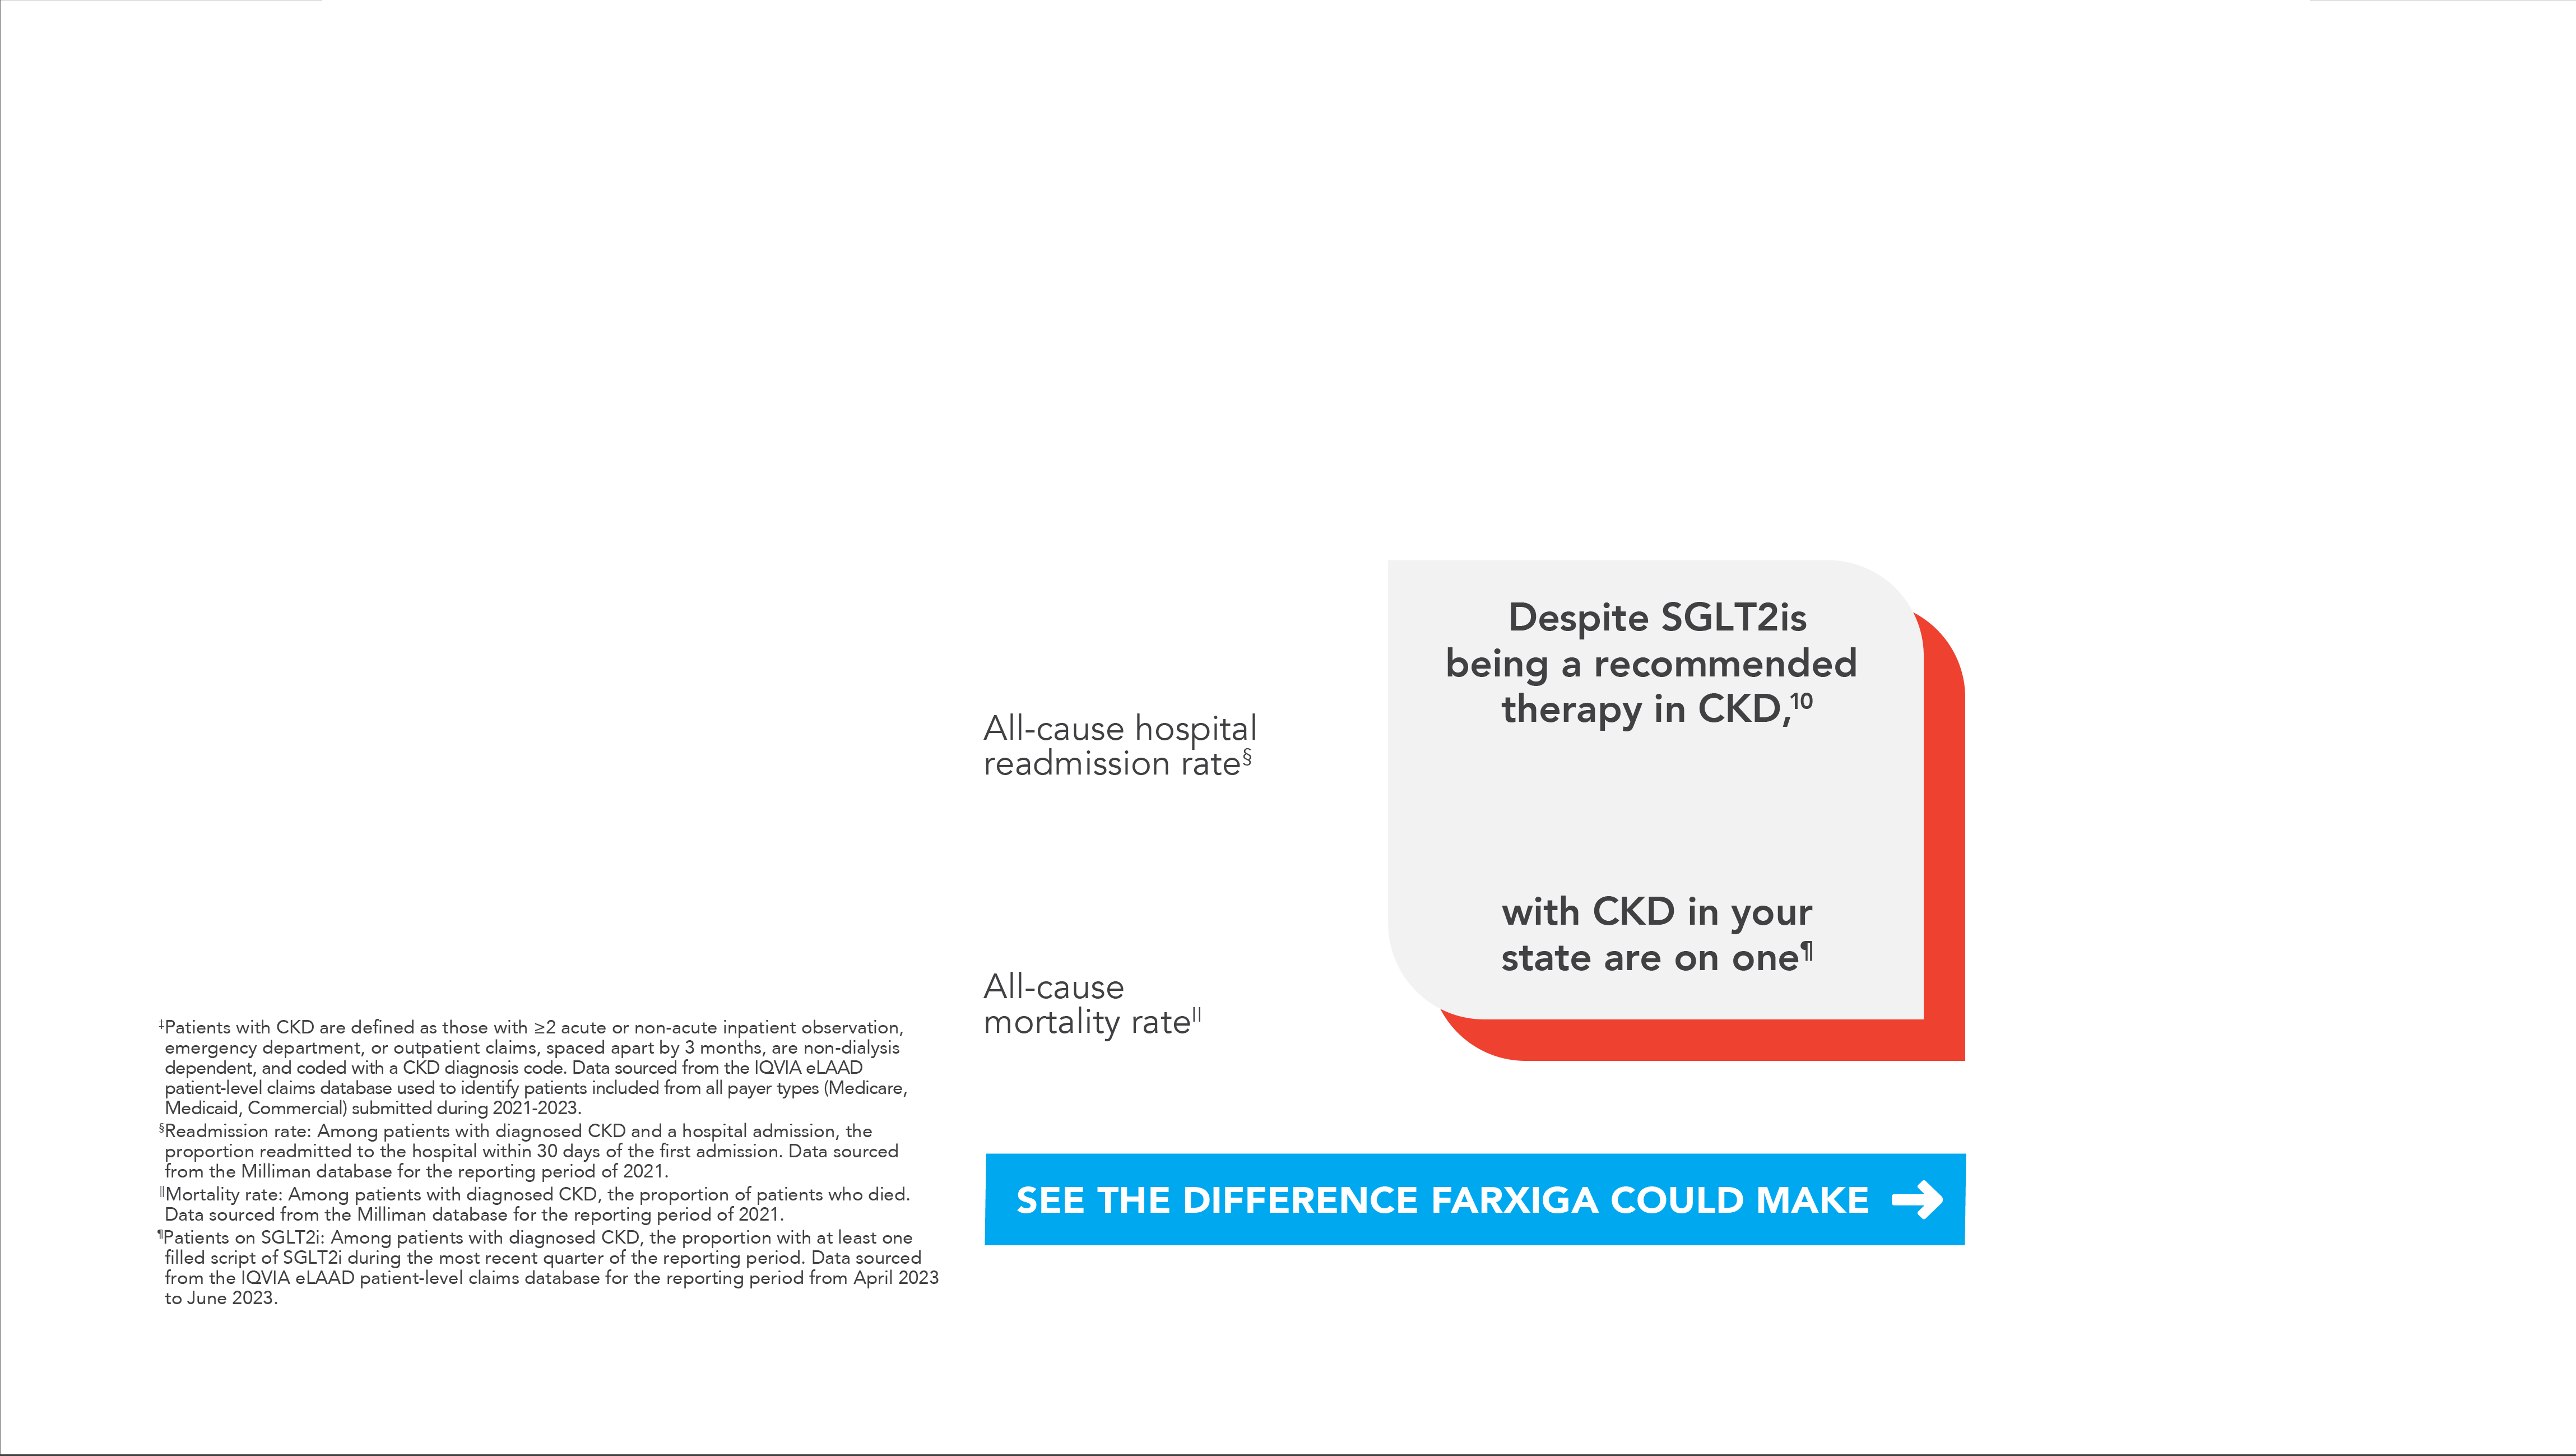 Despite SGLT2is
being a recommended
therapy in CKD,¹⁰
with CKD in your
state are on one¶
All-cause hospital
readmission rate§
All-cause
mortality rate||
‡Patients with CKD are defined as those with ≥2 acute or non-acute inpatient observation,
emergency department, or outpatient claims, spaced apart by 3 months, are non-dialysis
dependent, and coded with a CKD diagnosis code. Data sourced from the IQVIA eLAAD
patient-level claims database used to identify patients included from all payer types (Medicare,
Medicaid, Commercial) submitted during 2021-2023.
§Readmission rate: Among patients with diagnosed CKD and a hospital admission, the
proportion readmitted to the hospital within 30 days of the first admission. Data sourced
from the Milliman database for the reporting period of 2021.
||Mortality rate: Among patients with diagnosed CKD, the proportion of patients who died.
Data sourced from the Milliman database for the reporting period of 2021.
¶Patients on SGLT2i: Among patients with diagnosed CKD, the proportion with at least one
filled script of SGLT2i during the most recent quarter of the reporting period. Data sourced
from the IQVIA eLAAD patient-level claims database for the reporting period from April 2023
to June 2023.
SEE THE DIFFERENCE FARXIGA COULD MAKE →